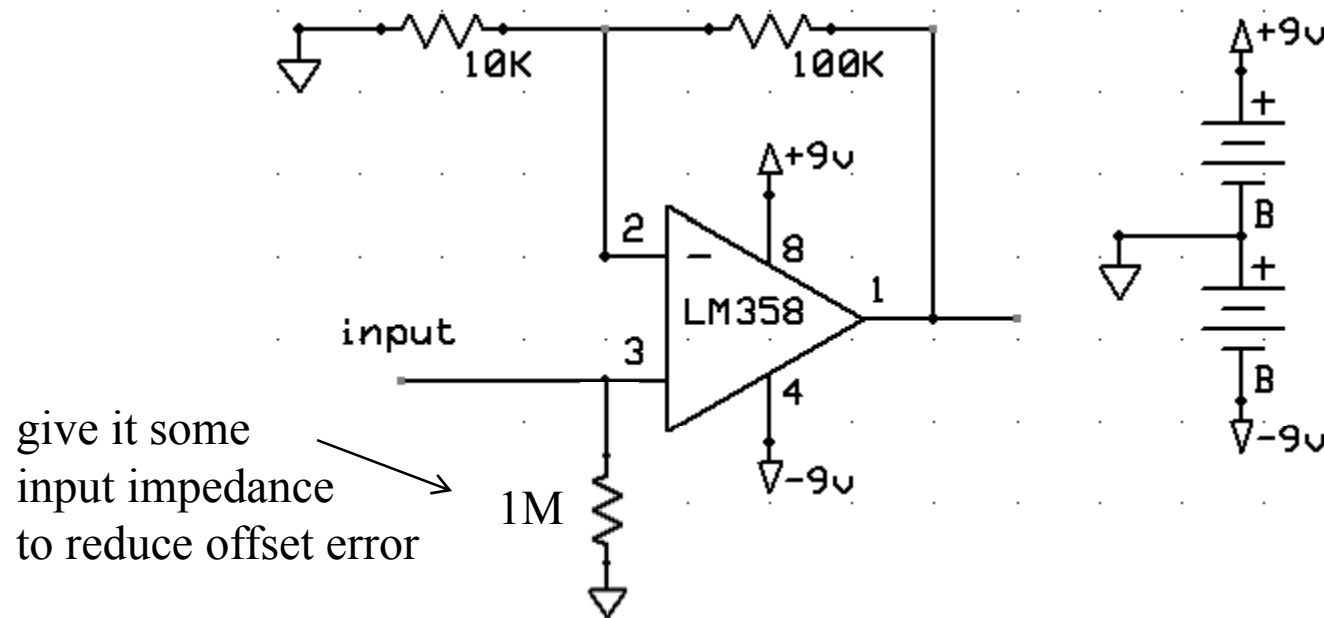 10K
100K
+9v
+
B
+
B
-9v
+9v
2
8
LM358
1
input
3
4
-9v
give it some
input impedance
to reduce offset error
1M